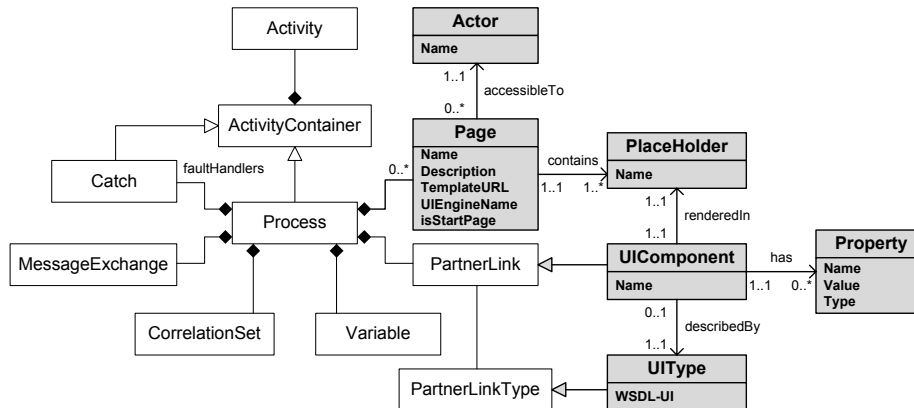 Activity
Actor
Name
1..1
accessibleTo
0..*
ActivityContainer
Page
Name
Description
TemplateURL
UIEngineName
isStartPage
contains
1..1
1..*
PlaceHolder
Name
faultHandlers
0..*
Catch
Process
1..1
renderedIn
1..1
MessageExchange
PartnerLink
UIComponent
Name
has
1..1
0..*
Property
Name
Value
Type
CorrelationSet
Variable
0..1
describedBy
1..1
PartnerLinkType
UIType
WSDL-UI